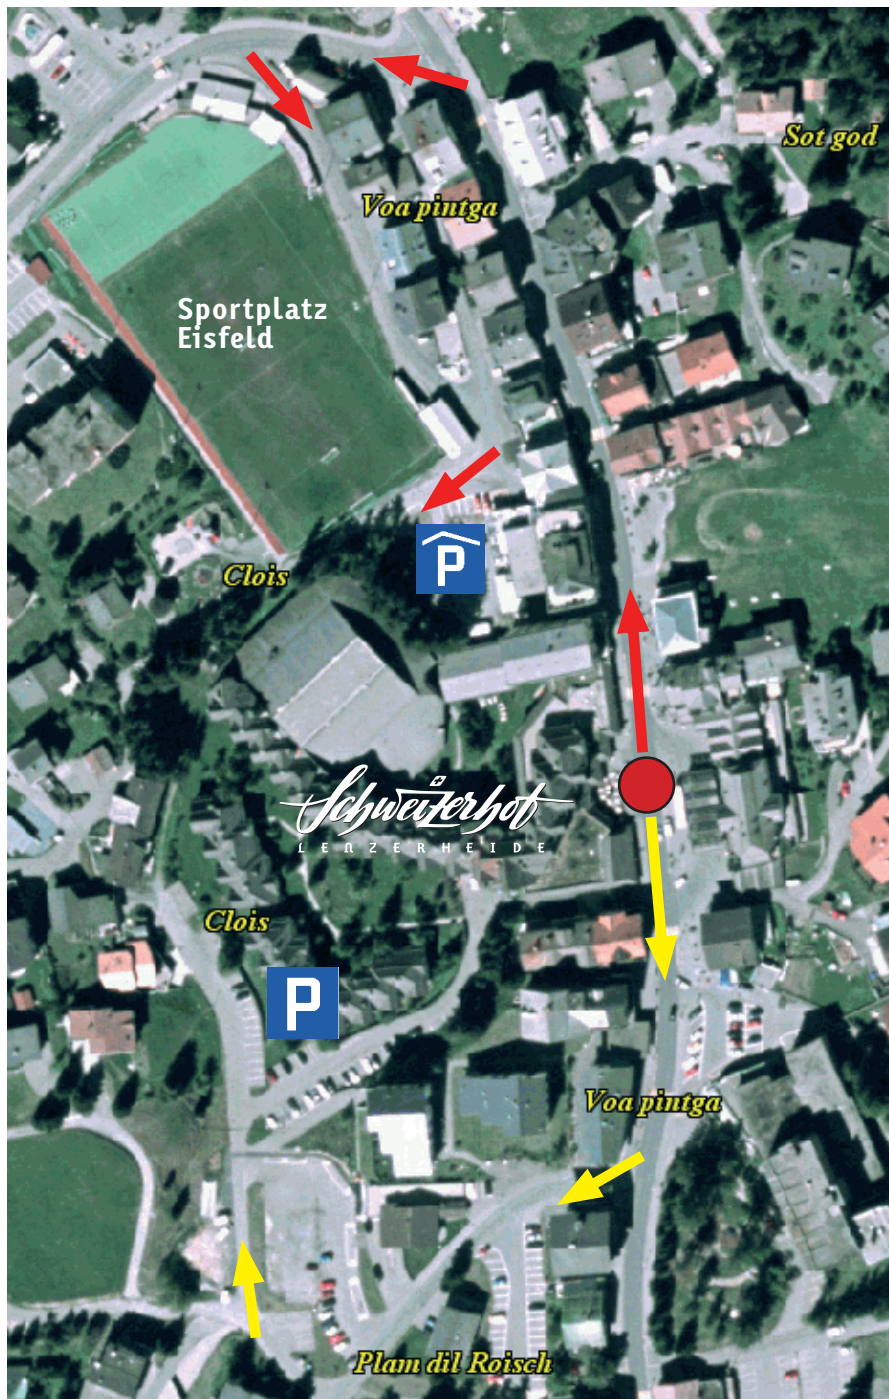 Sot god
Voa pintga
Sportplatz
Eisfeld
P
Clois
Schweizerhof
LENZERHEIDE
Clois
P
Voa pintga
Plam dil Roisch